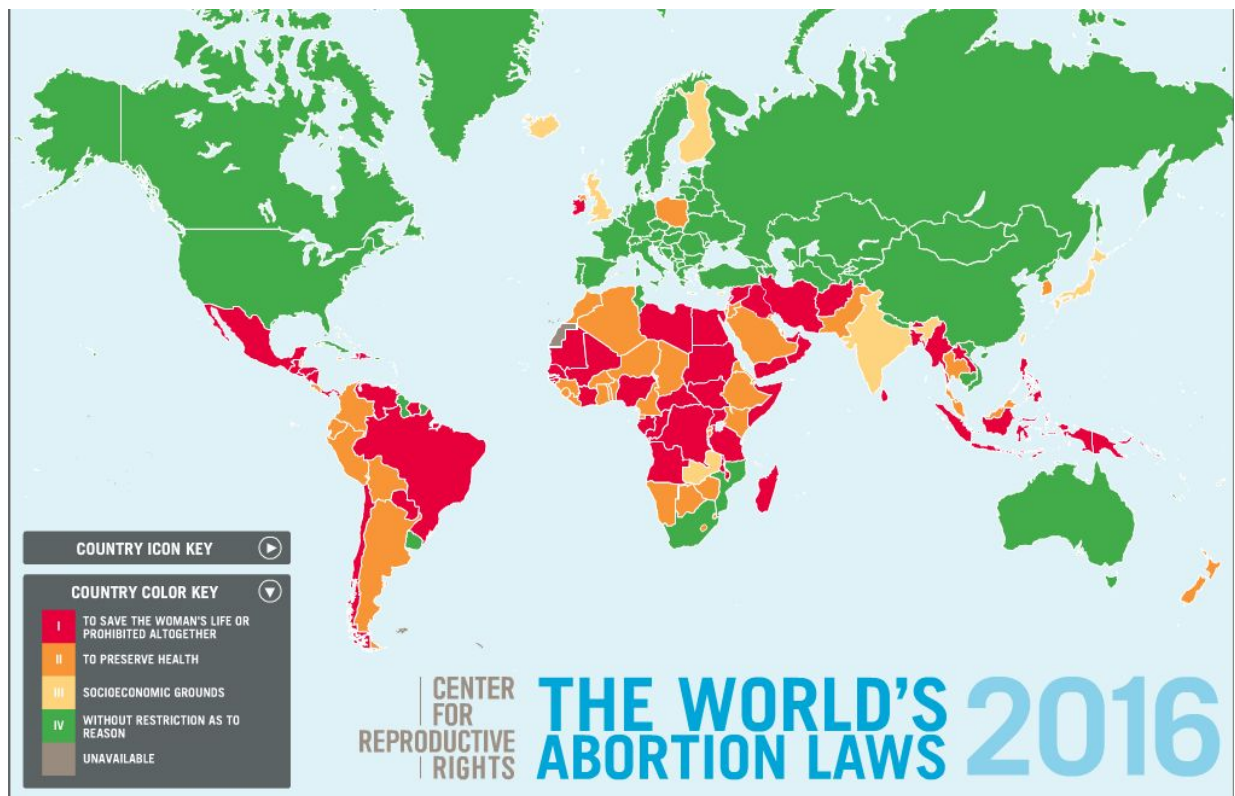 COUNTRY ICON KEY
COUNTRY COLOR KEY
I
TO SAVE THE WOMAN'S LIFE OR
PROHIBITED ALTOGETHER
II
TO PRESERVE HEALTH
III
SOCIOECONOMIC GROUNDS
IV
WITHOUT RESTRICTION AS TO
REASON
UNAVAILABLE
CENTER
FOR
REPRODUCTIVE
RIGHTS
THE WORLD'S
ABORTION LAWS
2016